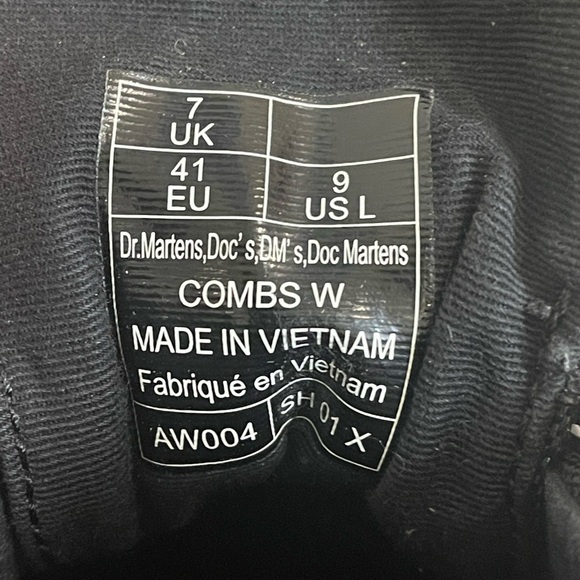 7
UK
41
EU
9
US L
Dr.Martens,Doc's,DM's,Doc Martens
COMBS W
MADE IN VIETNAM
Fabriqué en Vietnam
AW004 SH 01 X